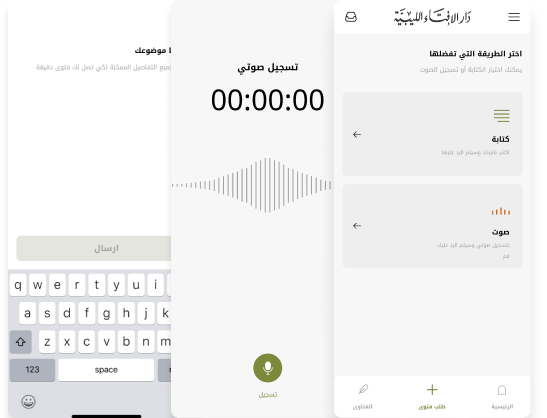 دار الإفتاء الليبية
اختر الطريقة التي تفضلها
يمكنك اختيار الكتابة أو تسجيل الصوت
كتابة
اكتب فتوتك وسيتم الرد عليها
صوت
بتسجيل صوتي وسيتم الرد عليك
قم
الرئيسية
طلب فتوى
الفتاوى
تسجيل صوتي
00:00:00
تسجيل
موضوعك
جميع التفاصيل الممكنة لكي تصل لك فتوى دقيقة
ارسال
q w e r t y u i
a s d f g h j k
z x c v b n m
123 space